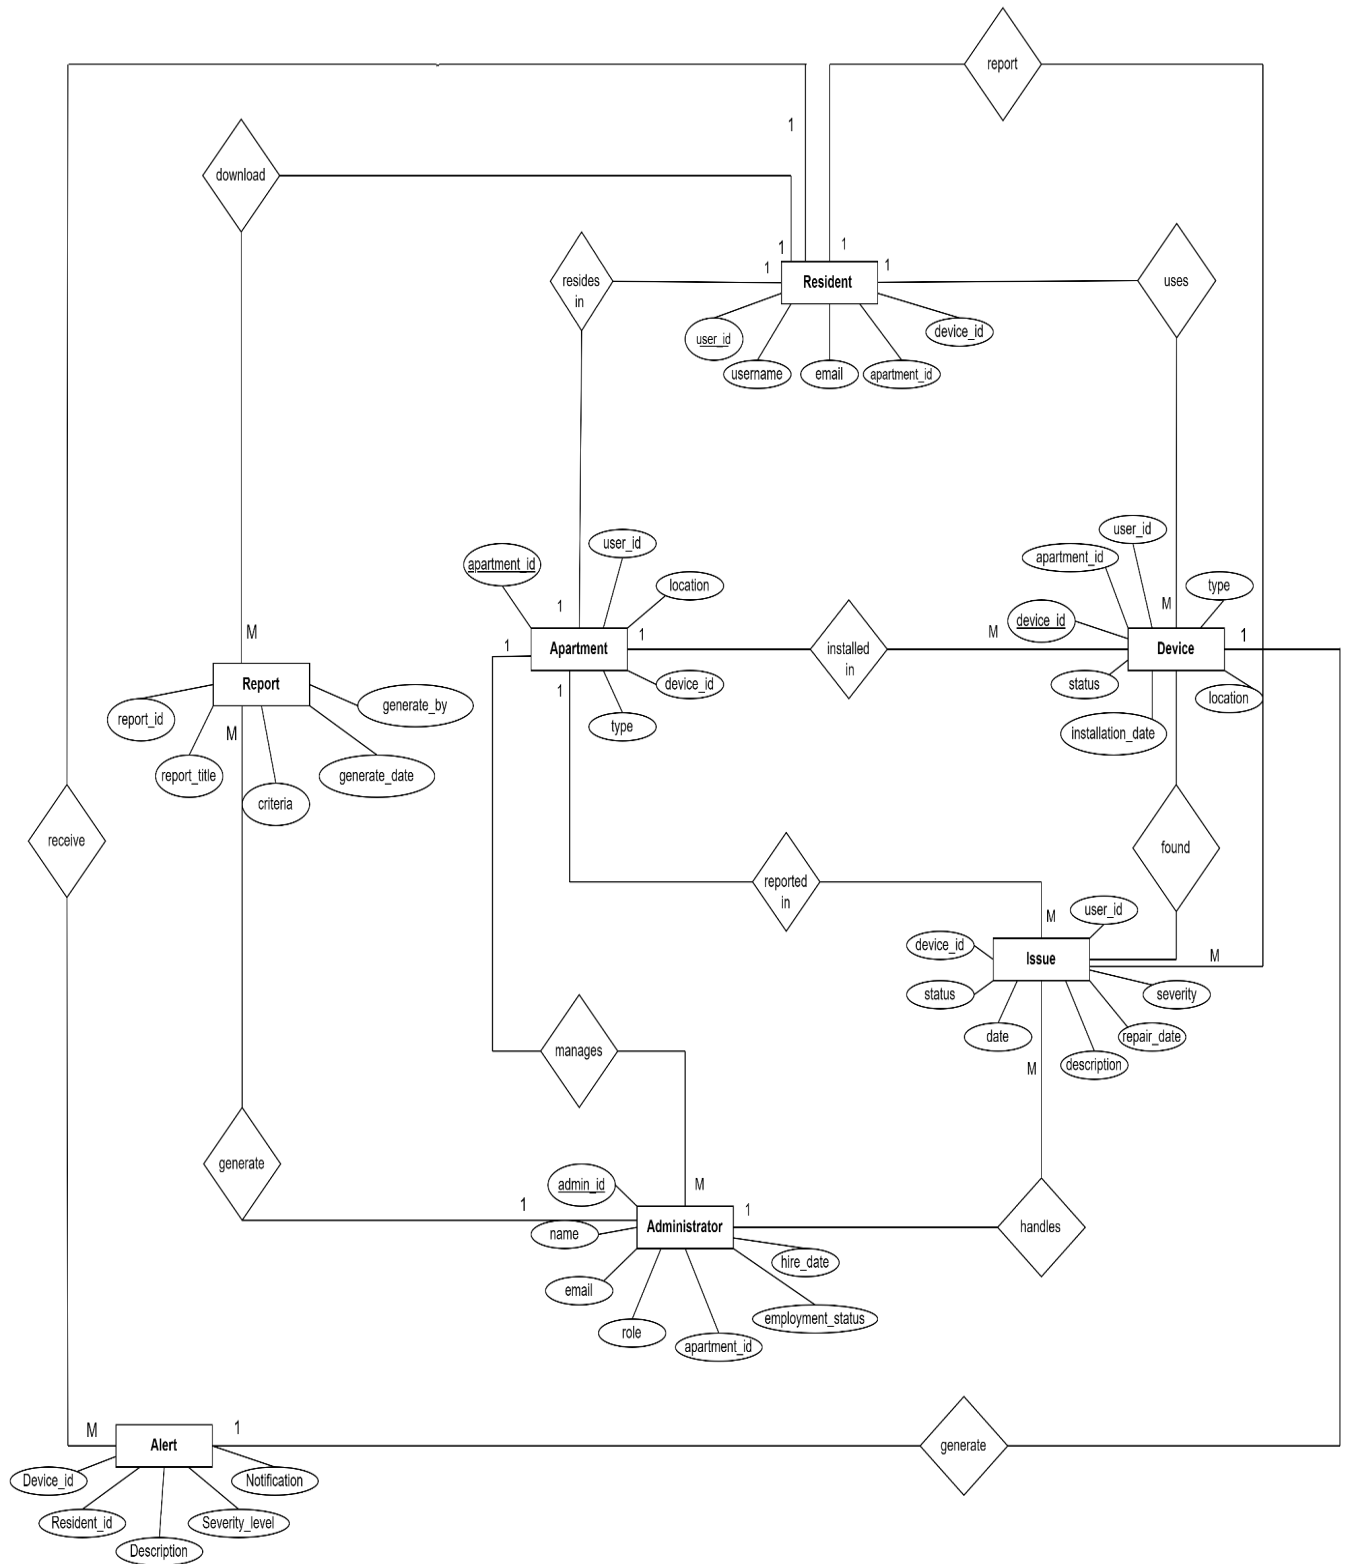 report
1
download
1
1
1
1
resides
in
Resident
uses
user_id
device_id
username
email
apartment_id
user_id
user_id
apartment_id
apartment_id
type
location
device_id
1
M
M
1
1
M
1
Apartment
installed
in
Device
Report
1
device_id
status
location
generate_by
report_id
M
type
installation_date
report_title
generate_date
criteria
receive
found
reported
in
user_id
M
device_id
Issue
M
status
severity
date
repair_date
manages
description
M
generate
admin_id
M
1
1
Administrator
handles
name
hire_date
email
employment_status
role
apartment_id
M
1
Alert
generate
Device_id
Notification
Resident_id
Severity_level
Description